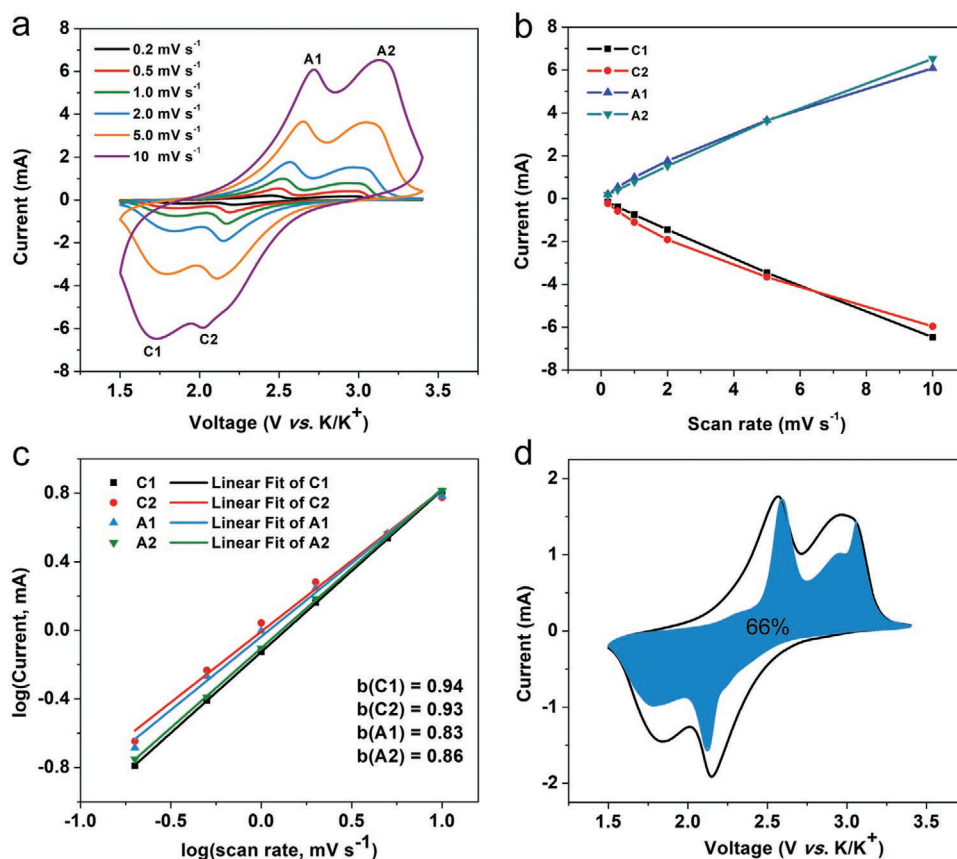 a
0.2 mV s⁻¹
0.5 mV s⁻¹
1.0 mV s⁻¹
2.0 mV s⁻¹
5.0 mV s⁻¹
10 mV s⁻¹
A1
A2
C1
C2
8
6
4
2
0
-2
-4
-6
-8
Current (mA)
1.5 2.0 2.5 3.0 3.5
Voltage (V vs. K/K⁺)
b
C1
C2
A1
A2
8
6
4
2
0
-2
-4
-6
-8
Current (mA)
0 2 4 6 8 10
Scan rate (mV s⁻¹)
c
C1 Linear Fit of C1
C2 Linear Fit of C2
A1 Linear Fit of A1
A2 Linear Fit of A2
b(C1) = 0.94
b(C2) = 0.93
b(A1) = 0.83
b(A2) = 0.86
0.8
0.4
0.0
-0.4
-0.8
log(Current, mA)
-1.0 -0.5 0.0 0.5 1.0
log(scan rate, mV s⁻¹)
d
66%
2
1
0
-1
-2
Current (mA)
1.5 2.0 2.5 3.0 3.5
Voltage (V vs. K/K⁺)